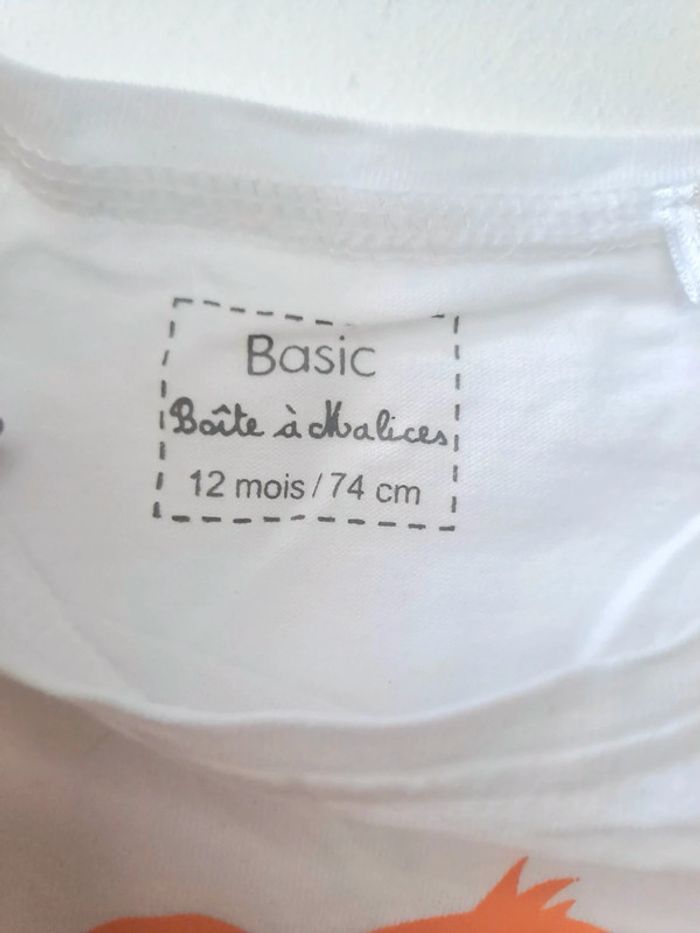 Basic
Boîte à Malices
12 mois / 74 cm